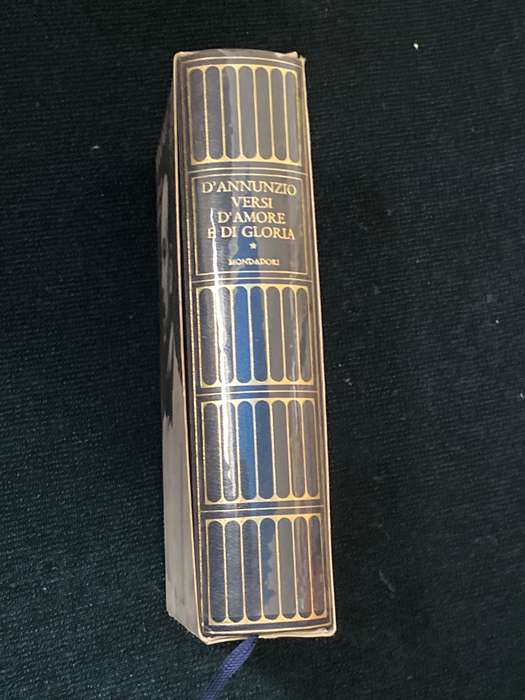 D'ANNUNZIO
VERSI
D'AMORE
E DI GLORIA
*
MONDADORI